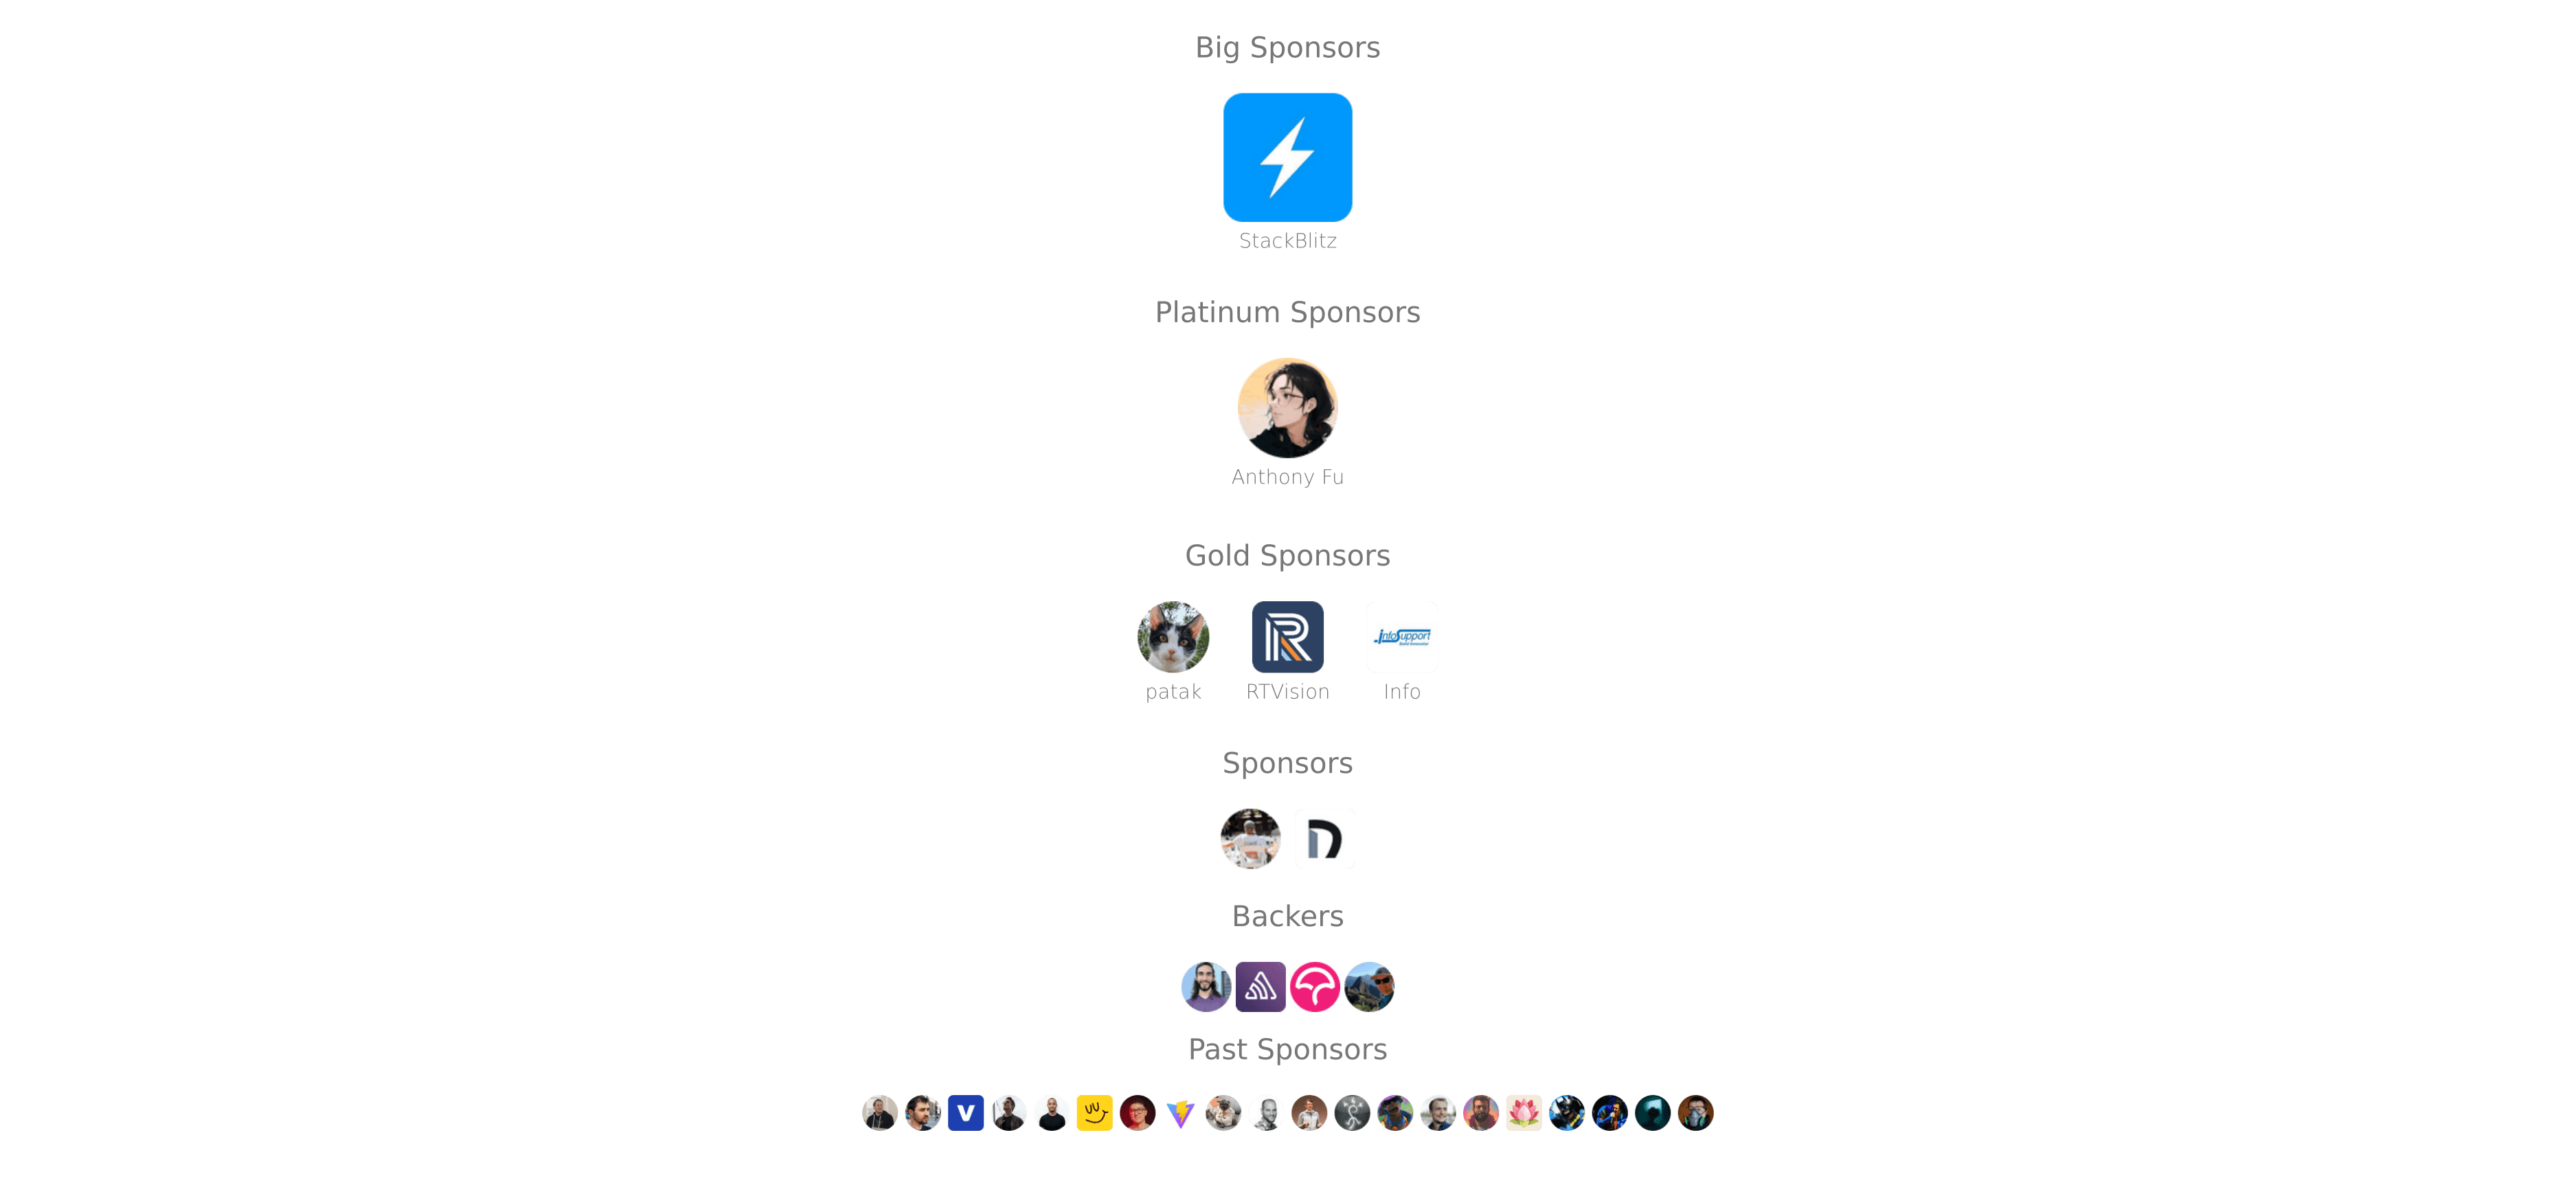 Big Sponsors
StackBlitz
Platinum Sponsors
Anthony Fu
Gold Sponsors
infoSupport
patak RTVision Info
Sponsors
Backers
Past Sponsors